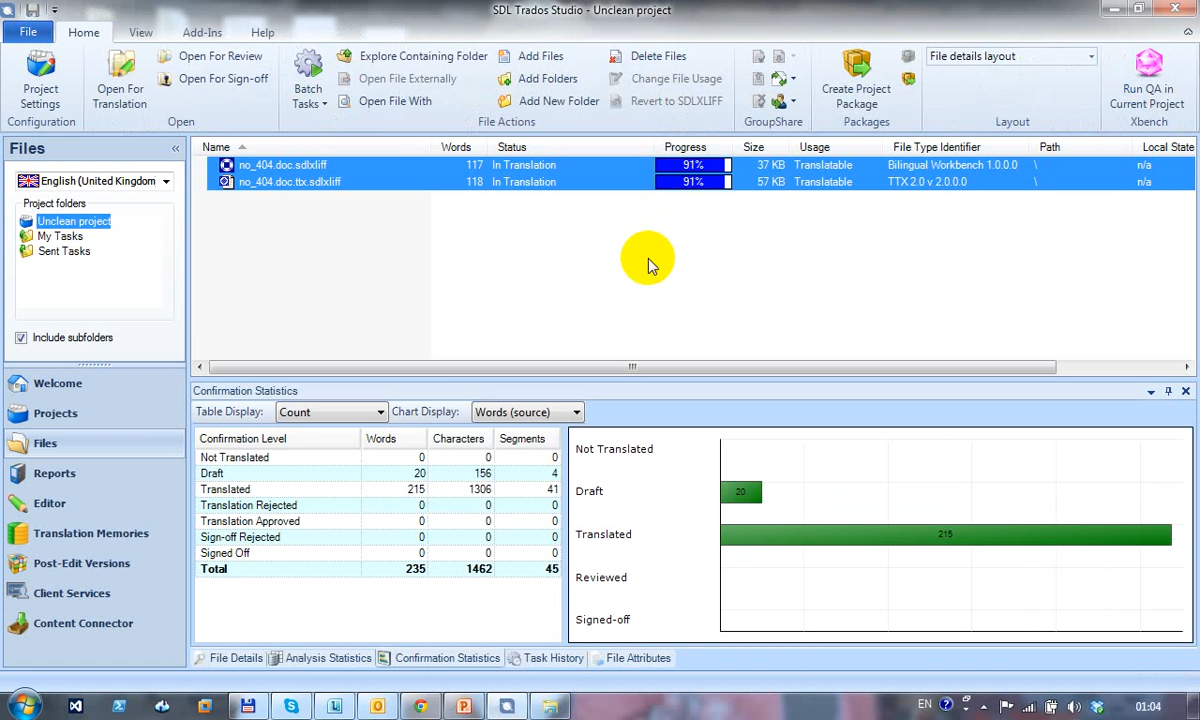 SDL Trados Studio - Unclean project
File
Home
View
Add-Ins
Help
Project Settings
Configuration
Open For Translation
Open For Review
Open For Sign-off
Open
Batch Tasks
Explore Containing Folder
Open File Externally
Open File With
Add Files
Add Folders
Add New Folder
Delete Files
Change File Usage
Revert to SDLXLIFF
File Actions
GroupShare
Create Project Package
Packages
File details layout
Layout
Run QA in Current Project
Xbench
Files
«
English (United Kingdom
Project folders
Unclean project
My Tasks
Sent Tasks
Include subfolders
Welcome
Projects
Files
Reports
Editor
Translation Memories
Post-Edit Versions
Client Services
Content Connector
Name Words Status Progress Size Usage File Type Identifier Path Local State
no_404.doc.sdlxliff 117 In Translation 91% 37 KB Translatable Bilingual Workbench 1.0.0.0 \ n/a
no_404.doc.ttx.sdlxliff 118 In Translation 91% 57 KB Translatable TTX 2.0 v 2.0.0.0 \ n/a
Confirmation Statistics
Table Display: Count Chart Display: Words (source)
Confirmation Level Words Characters Segments
Not Translated 0 0 0
Draft 20 156 4
Translated 215 1306 41
Translation Rejected 0 0 0
Translation Approved 0 0 0
Sign-off Rejected 0 0 0
Signed Off 0 0 0
Total 235 1462 45
Not Translated
Draft 20
Translated 215
Reviewed
Signed-off
File Details
Analysis Statistics
Confirmation Statistics
Task History
File Attributes
EN
01:04